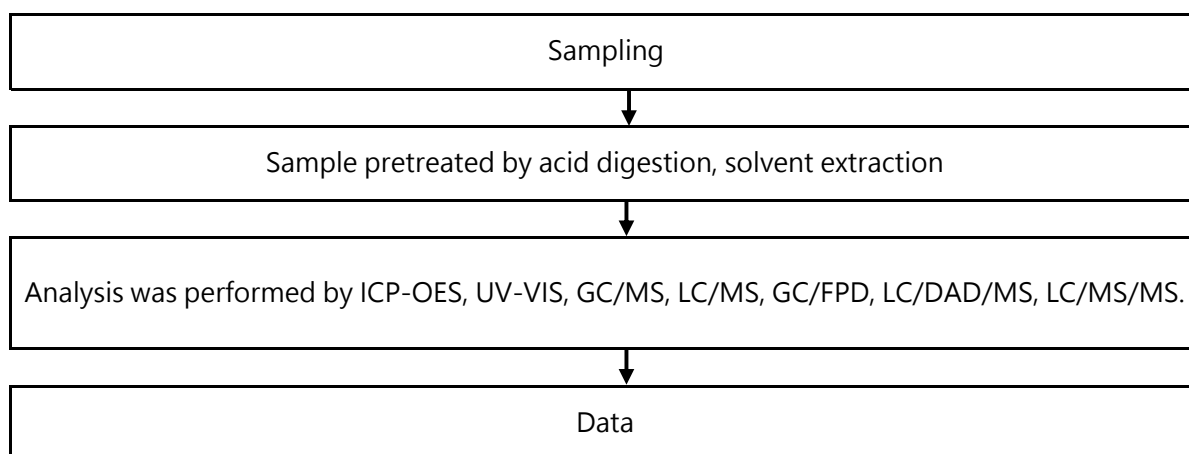 Sampling
Sample pretreated by acid digestion, solvent extraction
Analysis was performed by ICP-OES, UV-VIS, GC/MS, LC/MS, GC/FPD, LC/DAD/MS, LC/MS/MS.
Data